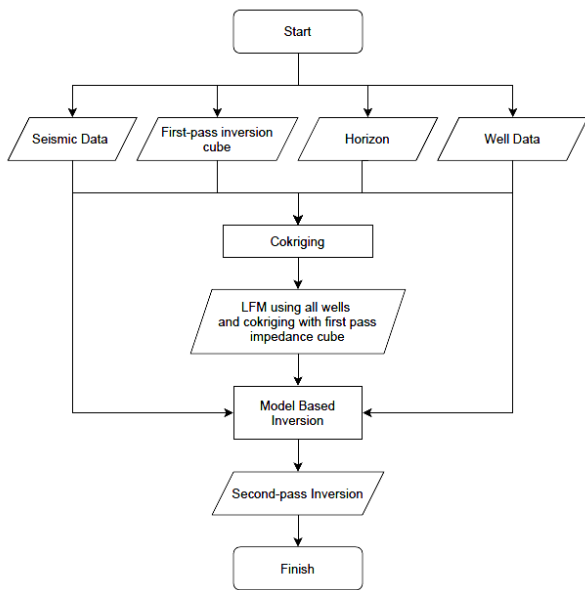 Start
Seismic Data
First-pass inversion
cube
Horizon
Well Data
Cokriging
LFM using all wells
and cokriging with first pass
impedance cube
Model Based
Inversion
Second-pass Inversion
Finish